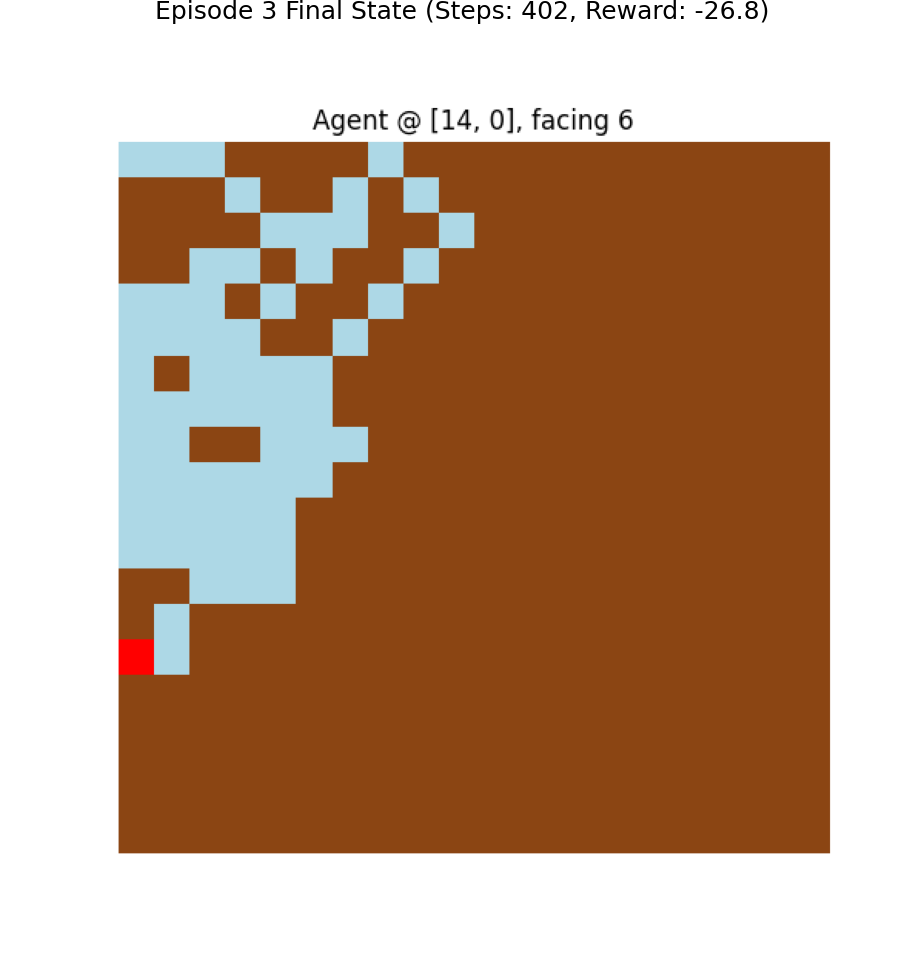 Episode 3 Final State (Steps: 402, Reward: -26.8)
Agent @ [14, 0], facing 6